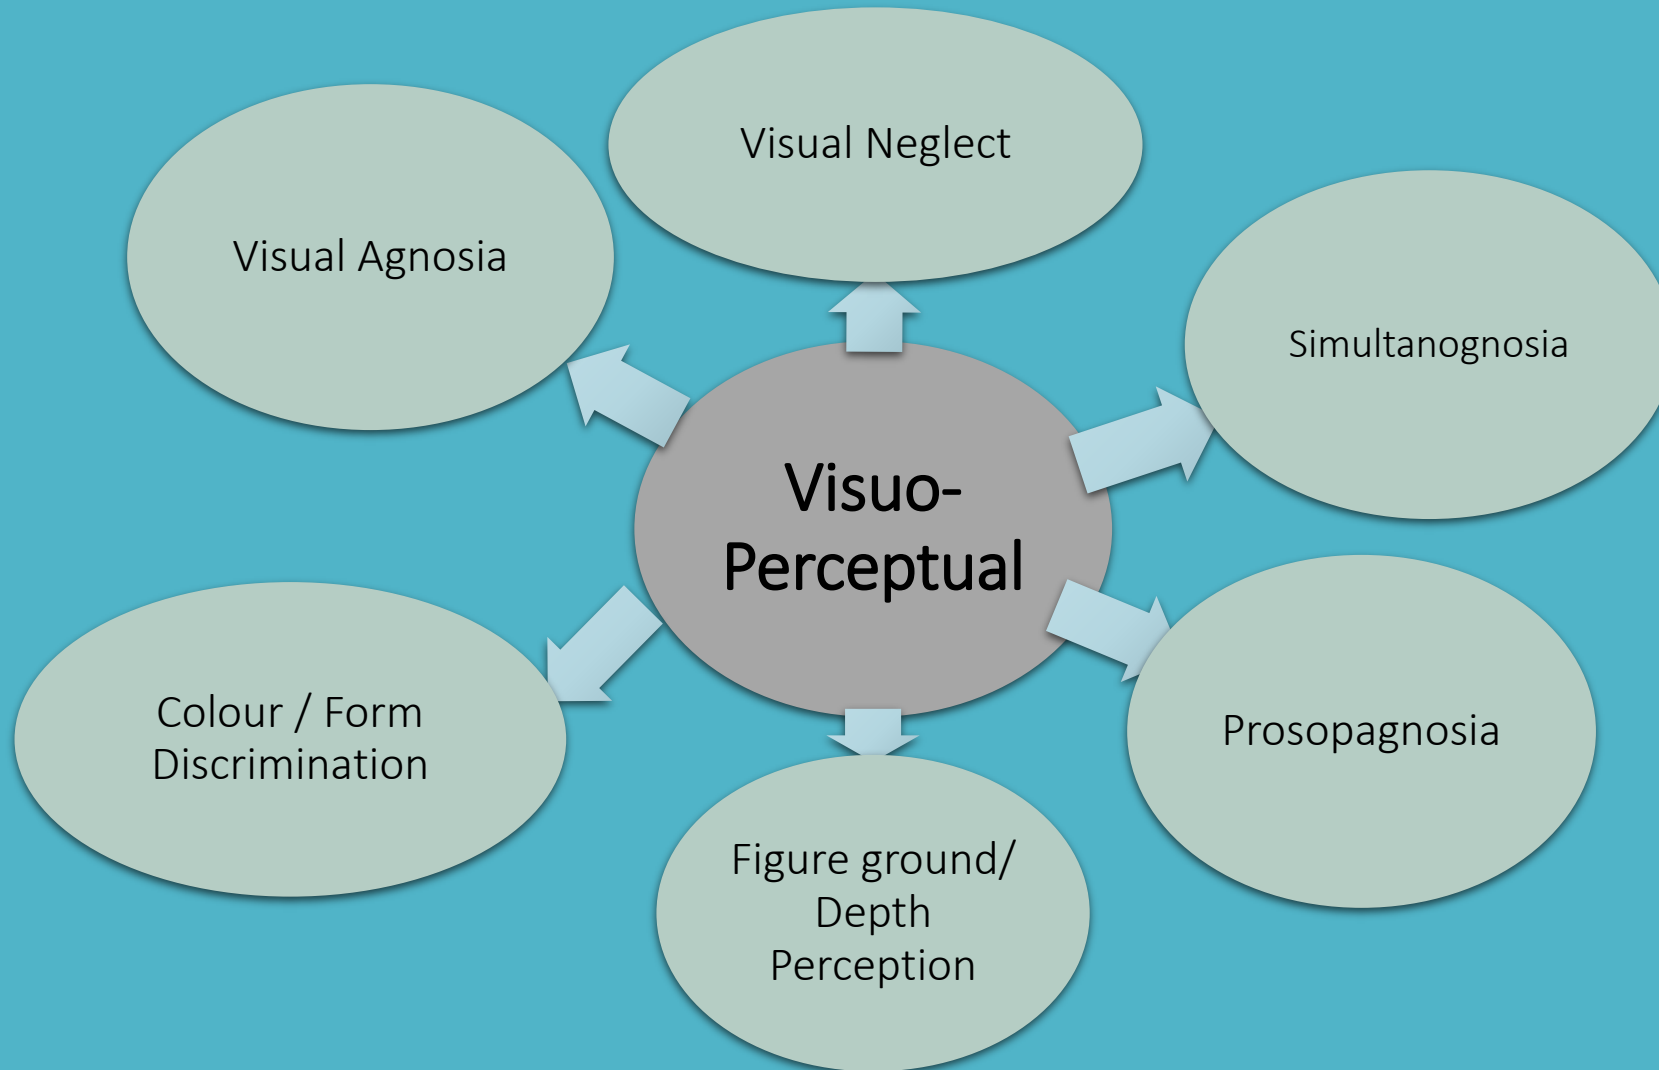 Visual Neglect
Visual Agnosia
Simultanognosia
Visuo-
Perceptual
Colour / Form
Discrimination
Prosopagnosia
Figure ground/
Depth
Perception